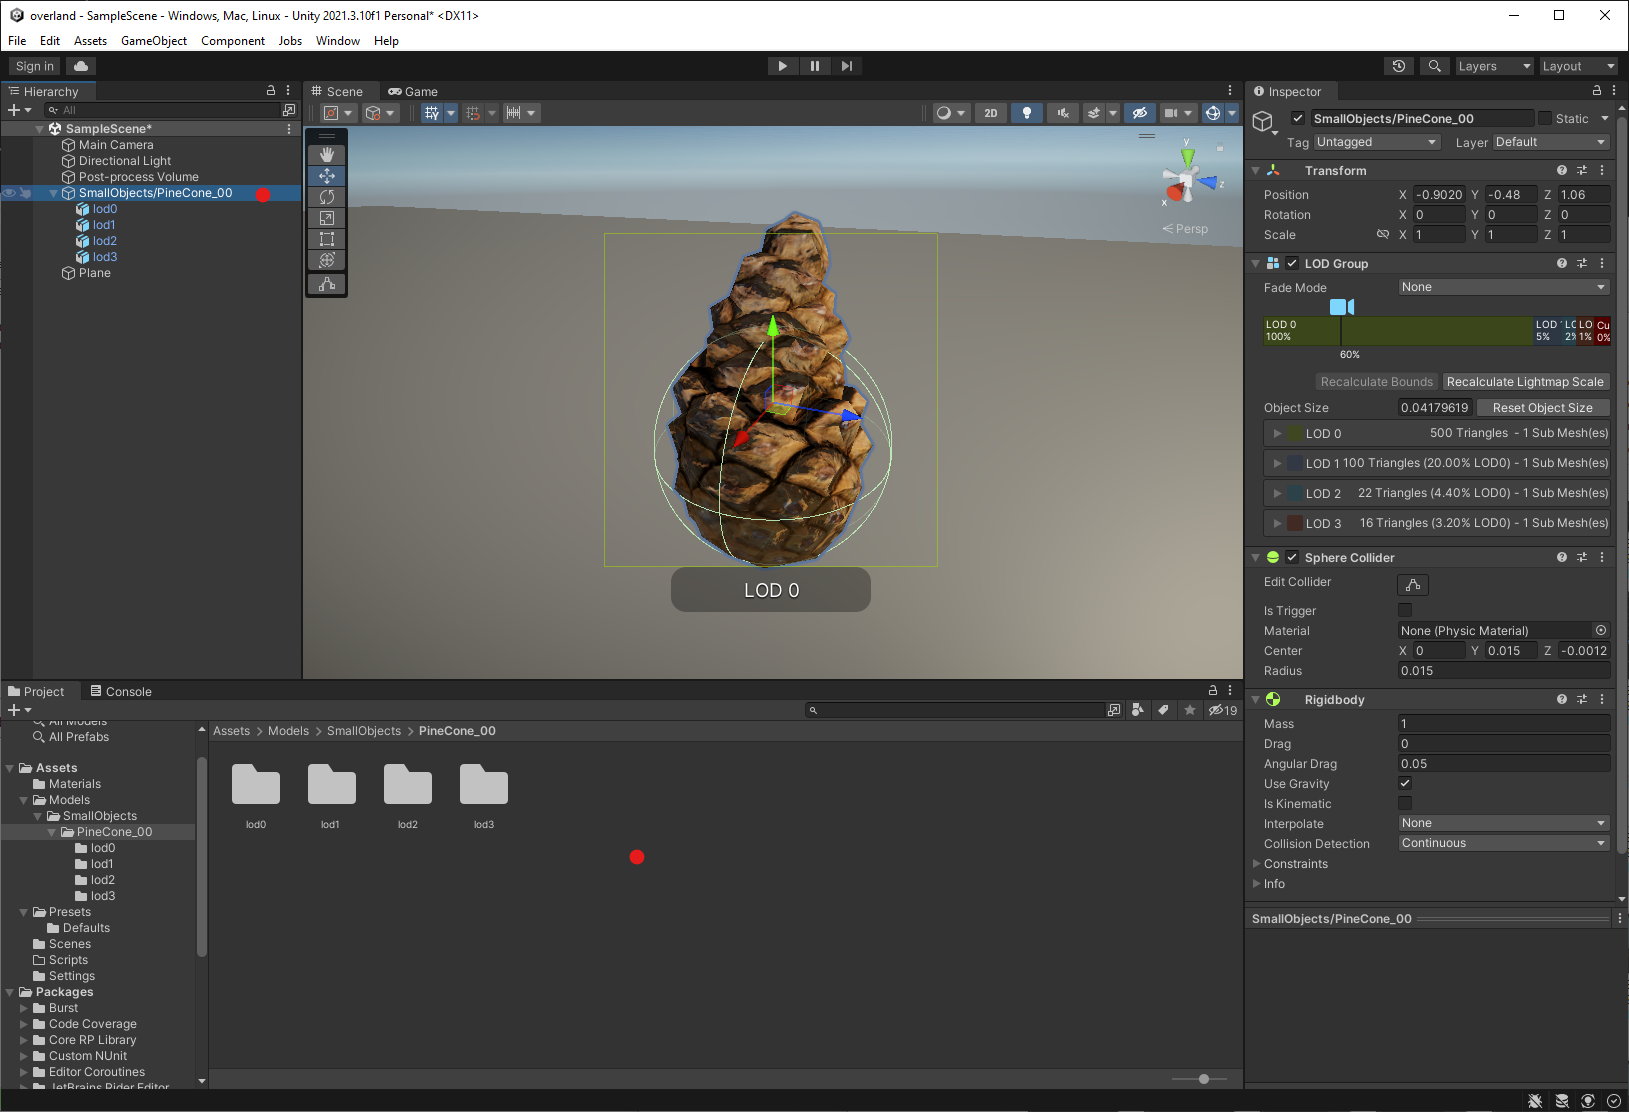 overland - SampleScene - Windows, Mac, Linux - Unity 2021.3.10f1 Personal* <DX11>
File Edit Assets GameObject Component Jobs Window Help
Sign in Layers Layout
Hierarchy
All
SampleScene*
Main Camera
Directional Light
Post-process Volume
SmallObjects/PineCone_00
lod0
lod1
lod2
lod3
Plane
Scene Game
2D
y
z
x
Persp
LOD 0
Inspector
SmallObjects/PineCone_00 Static
Tag Untagged Layer Default
Transform
Position X -0.9020 Y -0.48 Z 1.06
Rotation X 0 Y 0 Z 0
Scale X 1 Y 1 Z 1
LOD Group
Fade Mode None
LOD 0 LOD LO Cu
100% 5% 2% 1% 0%
60%
Recalculate Bounds Recalculate Lightmap Scale
Object Size 0.04179619 Reset Object Size
LOD 0 500 Triangles - 1 Sub Mesh(es)
LOD 1 100 Triangles (20.00% LOD0) - 1 Sub Mesh(es)
LOD 2 22 Triangles (4.40% LOD0) - 1 Sub Mesh(es)
LOD 3 16 Triangles (3.20% LOD0) - 1 Sub Mesh(es)
Sphere Collider
Edit Collider
Is Trigger
Material None (Physic Material)
Center X 0 Y 0.015 Z -0.0012
Radius 0.015
Rigidbody
Mass 1
Drag 0
Angular Drag 0.05
Use Gravity
Is Kinematic
Interpolate None
Collision Detection Continuous
Constraints
Info
SmallObjects/PineCone_00
Project Console
19
All Models
All Prefabs
Assets
Materials
Models
SmallObjects
PineCone_00
lod0
lod1
lod2
lod3
Presets
Defaults
Scenes
Scripts
Settings
Packages
Burst
Code Coverage
Core RP Library
Custom NUnit
Editor Coroutines
JetBrains Rider Editor
Assets > Models > SmallObjects > PineCone_00
lod0 lod1 lod2 lod3